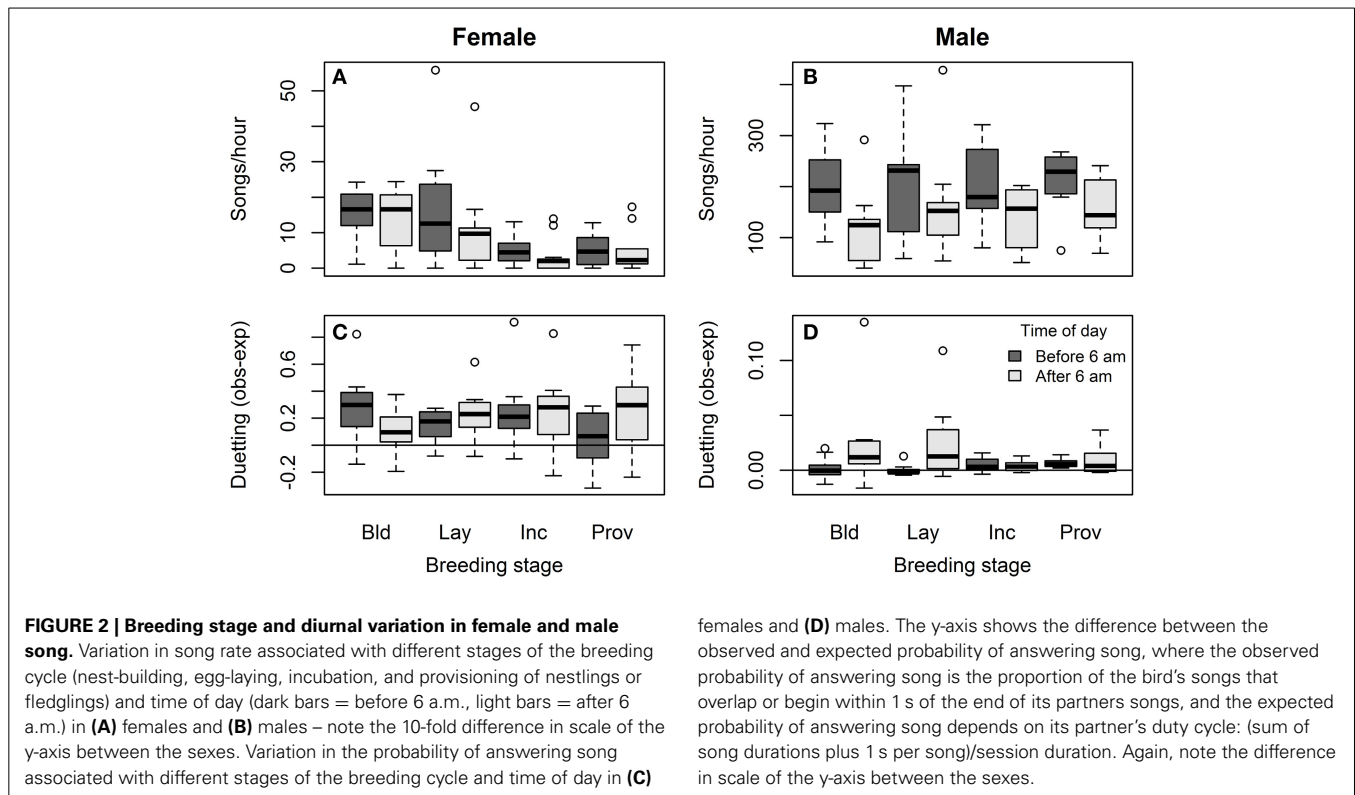 Female
Male
A
Songs/hour
50
30
10
0
B
Songs/hour
300
100
C
Duetting (obs-exp)
0.6
0.2
-0.2
D
Duetting (obs-exp)
0.10
0.00
Time of day
Before 6 am
After 6 am
Bld Lay Inc Prov
Breeding stage
Bld Lay Inc Prov
Breeding stage
FIGURE 2 | Breeding stage and diurnal variation in female and male
song. Variation in song rate associated with different stages of the breeding
cycle (nest-building, egg-laying, incubation, and provisioning of nestlings or
fledglings) and time of day (dark bars = before 6 a.m., light bars = after 6
a.m.) in (A) females and (B) males – note the 10-fold difference in scale of the
y-axis between the sexes. Variation in the probability of answering song
associated with different stages of the breeding cycle and time of day in (C)
females and (D) males. The y-axis shows the difference between the
observed and expected probability of answering song, where the observed
probability of answering song is the proportion of the bird's songs that
overlap or begin within 1 s of the end of its partners songs, and the expected
probability of answering song depends on its partner's duty cycle: (sum of
song durations plus 1 s per song)/session duration. Again, note the difference
in scale of the y-axis between the sexes.